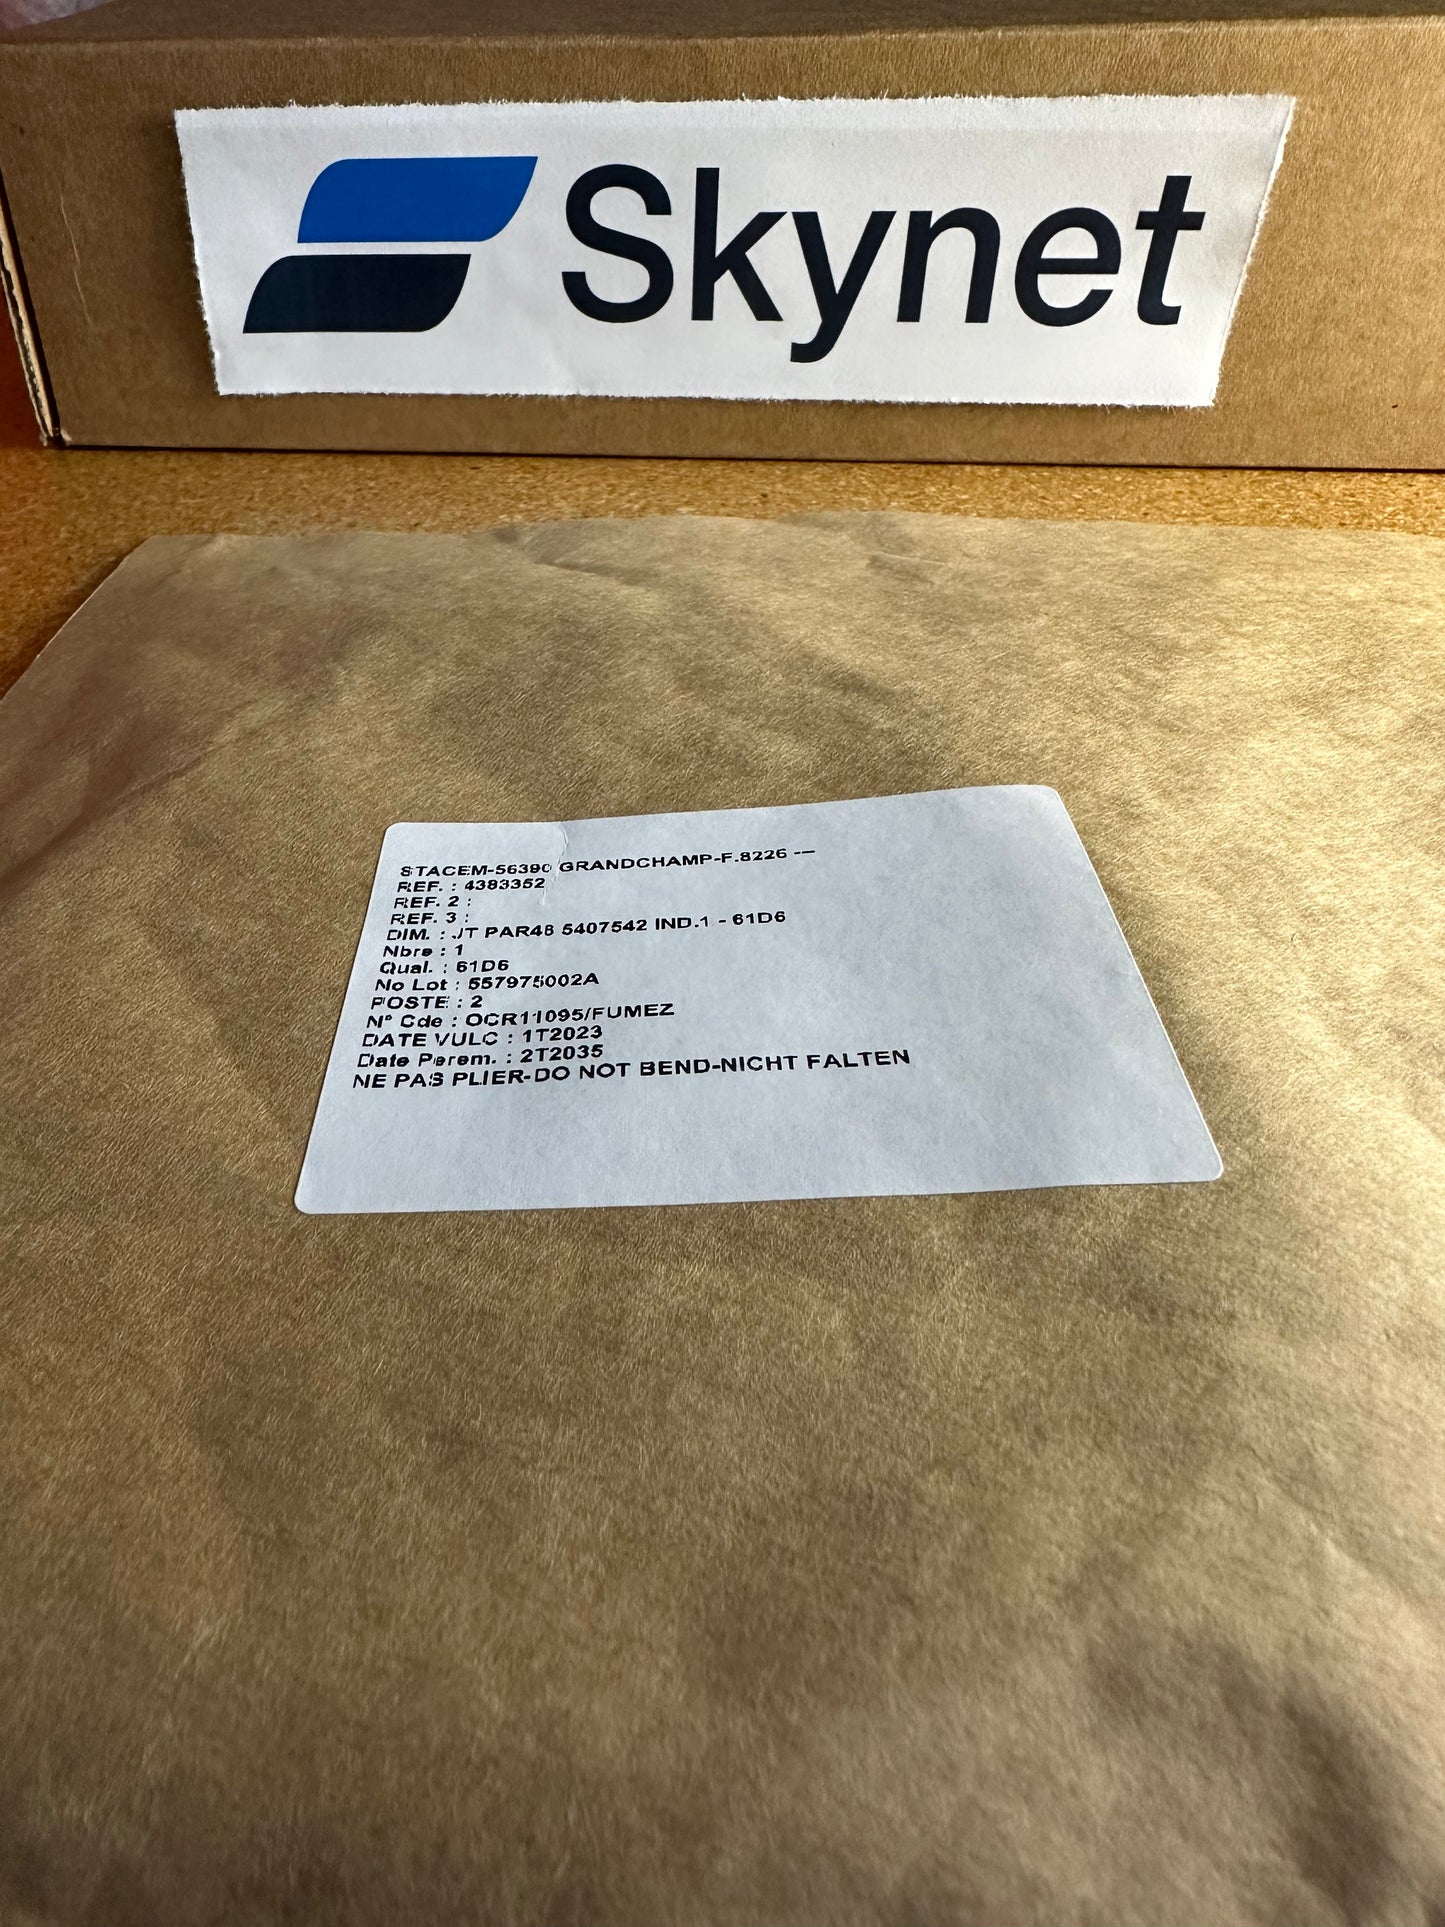 Skynet
STACEM-56390 GRANDCHAMP-F.8226 ---
REF. : 4383352
REF. 2 :
REF. 3 :
DIM. : JT PAR48 5407542 IND.1 - 61D6
Nbre : 1
Qual. : 61D6
No Lot : 557975002A
POSTE : 2
N° Cde : OCR11095/FUMEZ
DATE VULC : 1T2023
Date Perem. : 2T2035
NE PAS PLIER-DO NOT BEND-NICHT FALTEN